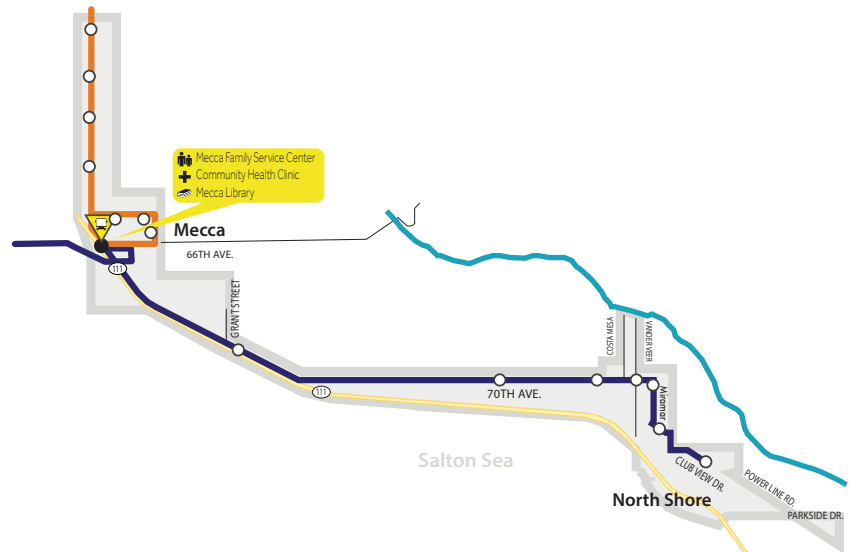 Mecca Family Service Center
Community Health Clinic
Mecca Library
Mecca
66TH AVE.
111
GRANT STREET
COSTA MESA
VANDER VEER
111
70TH AVE.
Miramar
Salton Sea
CLUB VIEW DR.
POWER LINE RD.
North Shore
PARKSIDE DR.